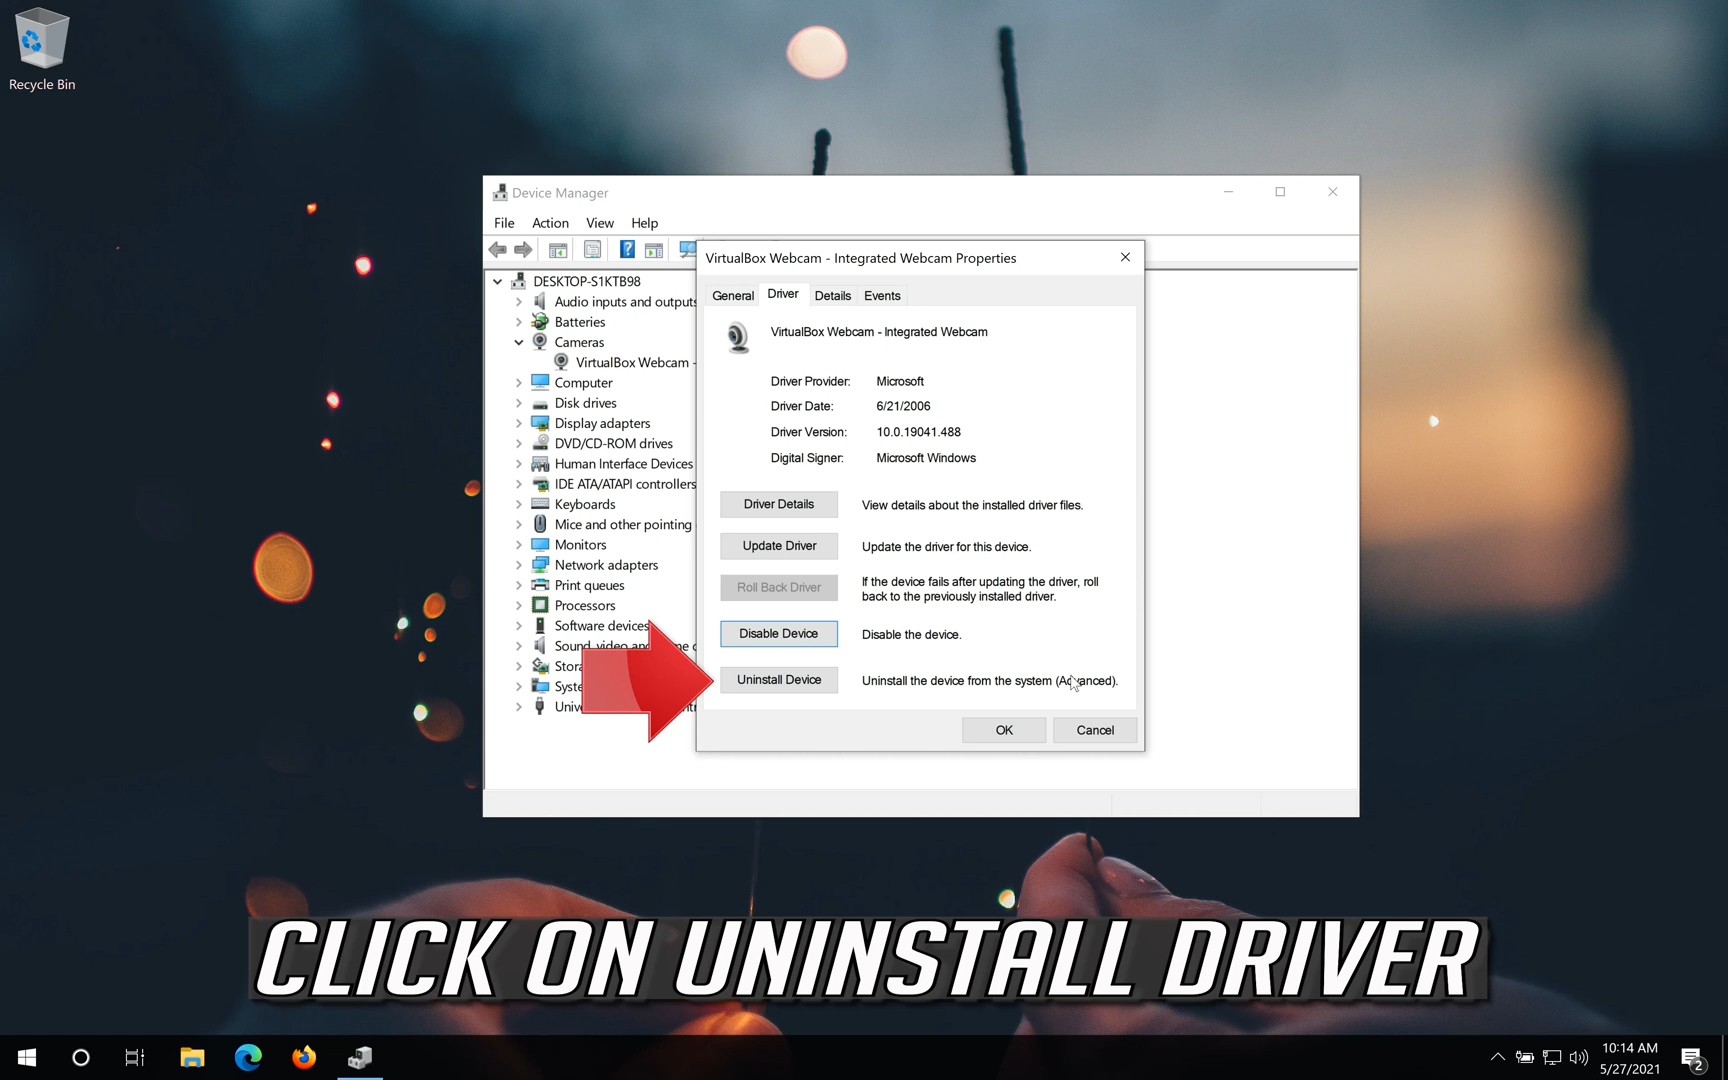 Recycle Bin
Device Manager
File Action View Help
DESKTOP-S1KTB98
Audio inputs and outputs
Batteries
Cameras
VirtualBox Webcam -
Computer
Disk drives
Display adapters
DVD/CD-ROM drives
Human Interface Devices
IDE ATA/ATAPI controllers
Keyboards
Mice and other pointing
Monitors
Network adapters
Print queues
Processors
Software devices
Sound, video and
VirtualBox Webcam - Integrated Webcam Properties
General Driver Details Events
VirtualBox Webcam - Integrated Webcam
Driver Provider: Microsoft
Driver Date: 6/21/2006
Driver Version: 10.0.19041.488
Digital Signer: Microsoft Windows
Driver Details View details about the installed driver files.
Update Driver Update the driver for this device.
Roll Back Driver If the device fails after updating the driver, roll
back to the previously installed driver.
Disable Device Disable the device.
Uninstall Device Uninstall the device from the system (Advanced).
OK Cancel
CLICK ON UNINSTALL DRIVER
10:14 AM
5/27/2021
2